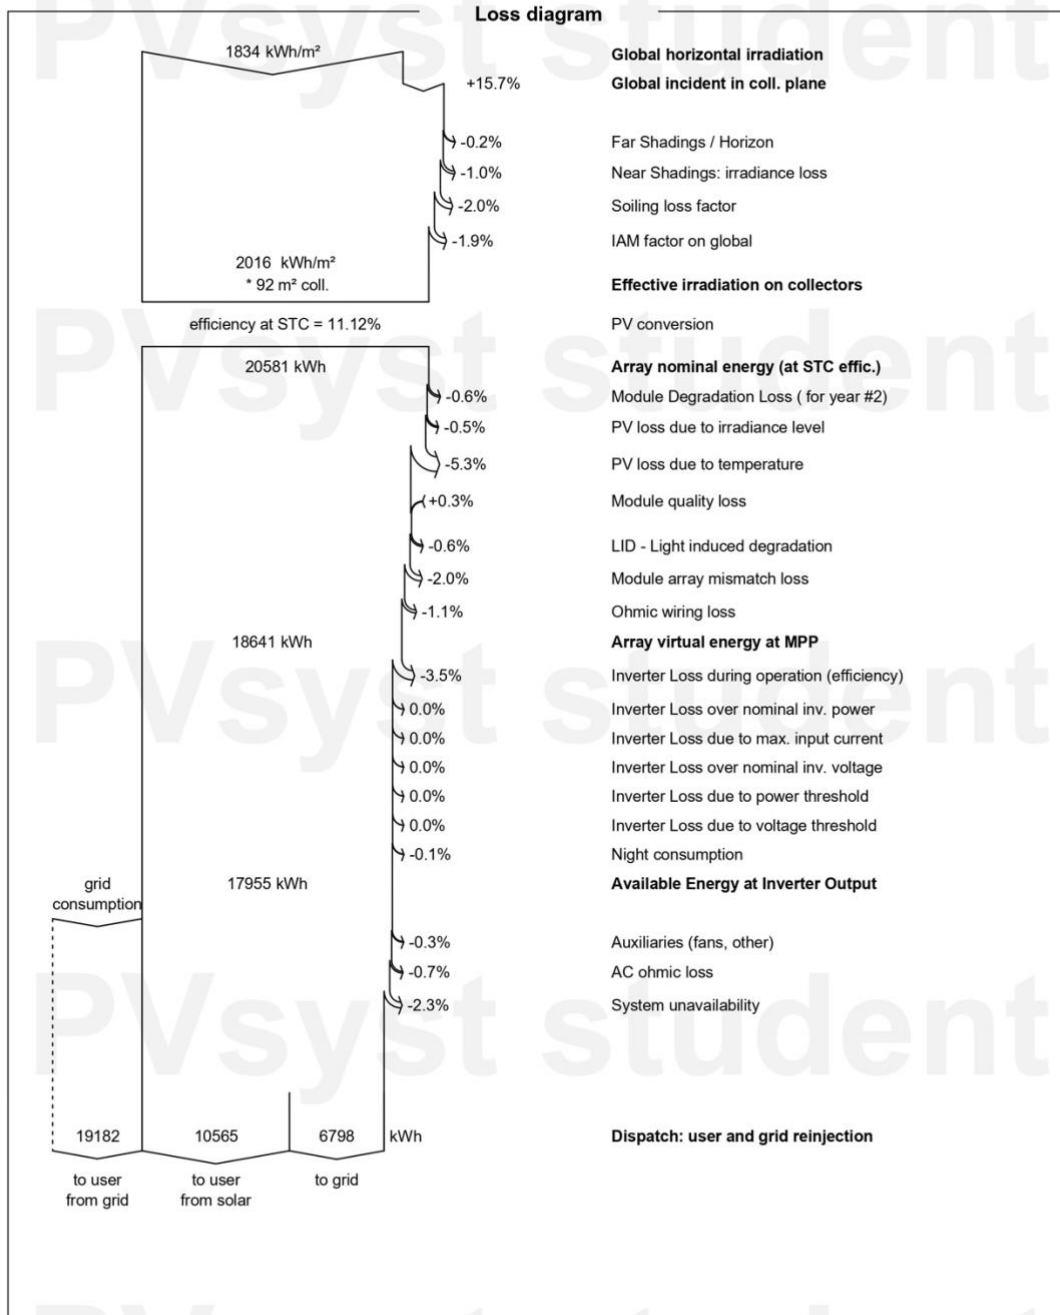 Loss diagram
1834 kWh/m²
Global horizontal irradiation
+15.7%
Global incident in coll. plane
-0.2%
Far Shadings / Horizon
-1.0%
Near Shadings: irradiance loss
-2.0%
Soiling loss factor
-1.9%
IAM factor on global
2016 kWh/m²
* 92 m² coll.
Effective irradiation on collectors
efficiency at STC = 11.12%
PV conversion
20581 kWh
Array nominal energy (at STC effic.)
-0.6%
Module Degradation Loss ( for year #2)
-0.5%
PV loss due to irradiance level
-5.3%
PV loss due to temperature
+0.3%
Module quality loss
-0.6%
LID - Light induced degradation
-2.0%
Module array mismatch loss
-1.1%
Ohmic wiring loss
18641 kWh
Array virtual energy at MPP
-3.5%
Inverter Loss during operation (efficiency)
0.0%
Inverter Loss over nominal inv. power
0.0%
Inverter Loss due to max. input current
0.0%
Inverter Loss over nominal inv. voltage
0.0%
Inverter Loss due to power threshold
0.0%
Inverter Loss due to voltage threshold
-0.1%
Night consumption
grid
consumption
17955 kWh
Available Energy at Inverter Output
-0.3%
Auxiliaries (fans, other)
-0.7%
AC ohmic loss
-2.3%
System unavailability
19182
10565
6798
kWh
Dispatch: user and grid reinjection
to user
from grid
to user
from solar
to grid
PVsyst student
PVsyst student
PVsyst student
PVsyst student